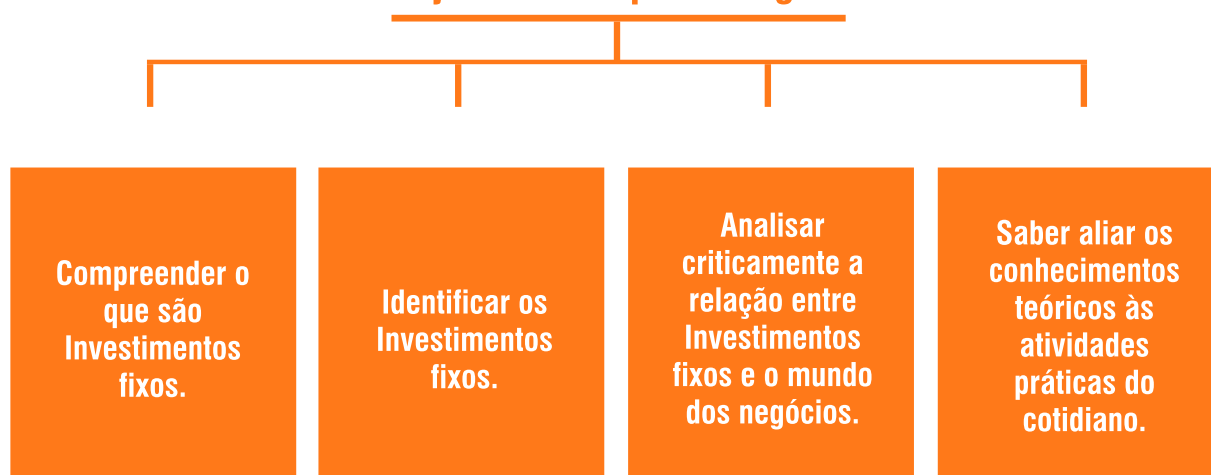 Compreender o
que são
Investimentos
fixos.
Identificar os
Investimentos
fixos.
Analisar
criticamente a
relação entre
Investimentos
fixos e o mundo
dos negócios.
Saber aliar os
conhecimentos
teóricos às
atividades
práticas do
cotidiano.